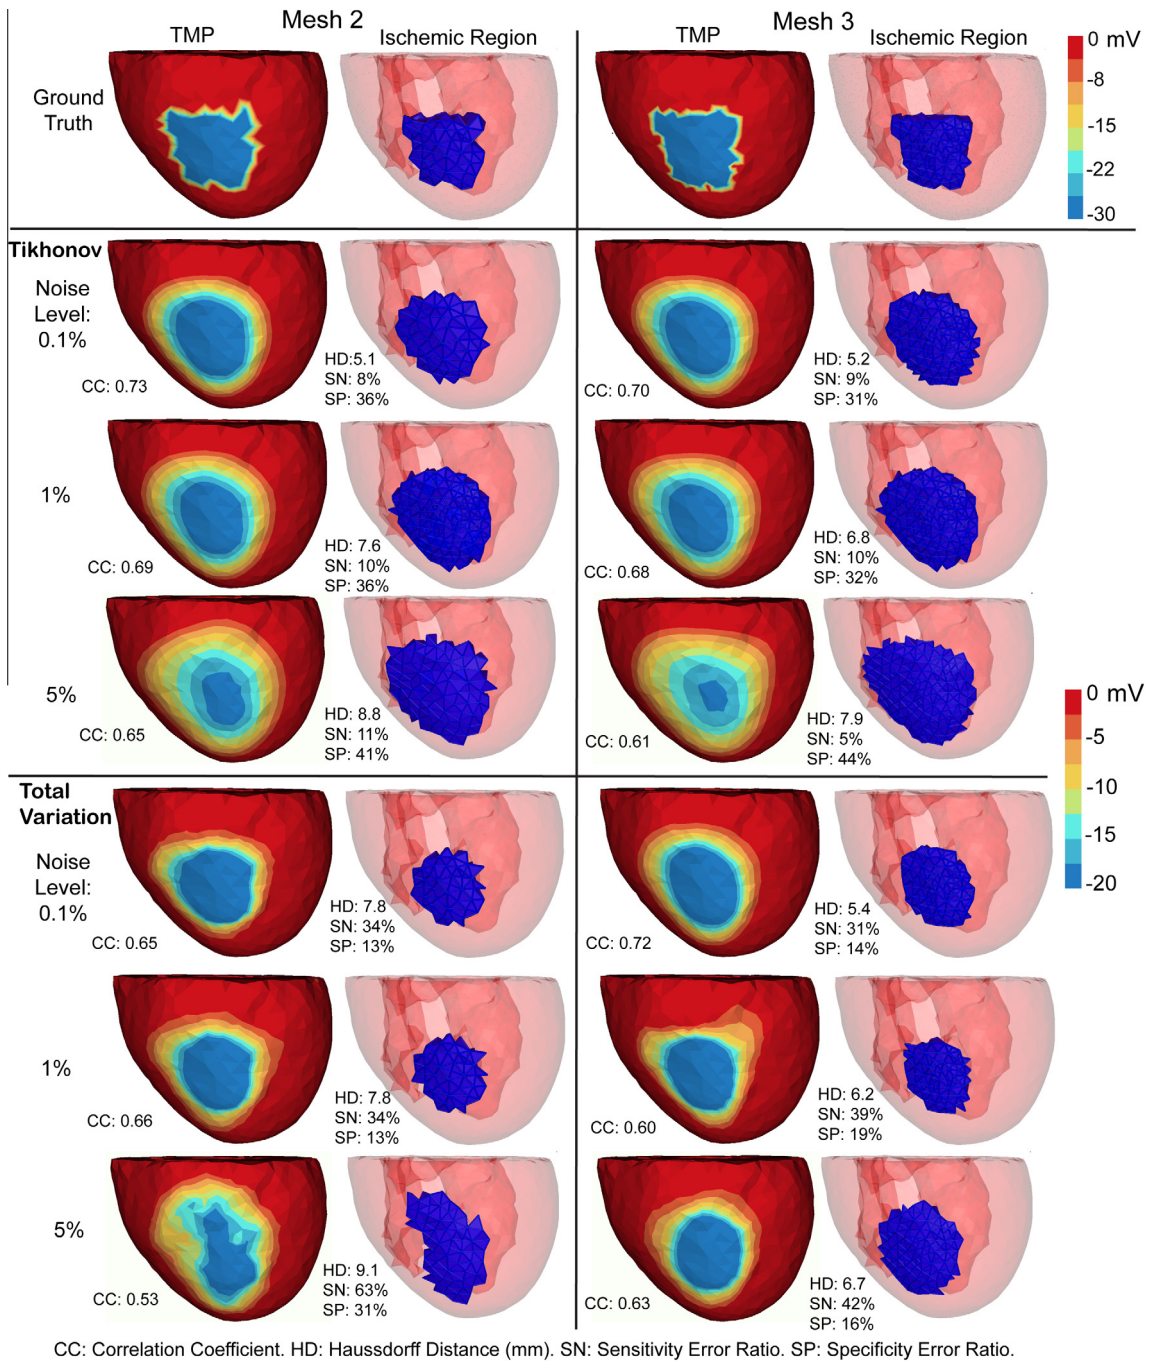 Mesh 2
Mesh 3
TMP
Ischemic Region
TMP
Ischemic Region
Ground
Truth
0 mV
-8
-15
-22
-30
Tikhonov
Noise
Level:
0.1%
CC: 0.73
HD:5.1
SN: 8%
SP: 36%
CC: 0.70
HD: 5.2
SN: 9%
SP: 31%
1%
CC: 0.69
HD: 7.6
SN: 10%
SP: 36%
CC: 0.68
HD: 6.8
SN: 10%
SP: 32%
5%
CC: 0.65
HD: 8.8
SN: 11%
SP: 41%
CC: 0.61
HD: 7.9
SN: 5%
SP: 44%
0 mV
-5
-10
-15
-20
Total
Variation
Noise
Level:
0.1%
CC: 0.65
HD: 7.8
SN: 34%
SP: 13%
CC: 0.72
HD: 5.4
SN: 31%
SP: 14%
1%
CC: 0.66
HD: 7.8
SN: 34%
SP: 13%
CC: 0.60
HD: 6.2
SN: 39%
SP: 19%
5%
CC: 0.53
HD: 9.1
SN: 63%
SP: 31%
CC: 0.63
HD: 6.7
SN: 42%
SP: 16%
CC: Correlation Coefficient. HD: Haussdorff Distance (mm). SN: Sensitivity Error Ratio. SP: Specificity Error Ratio.